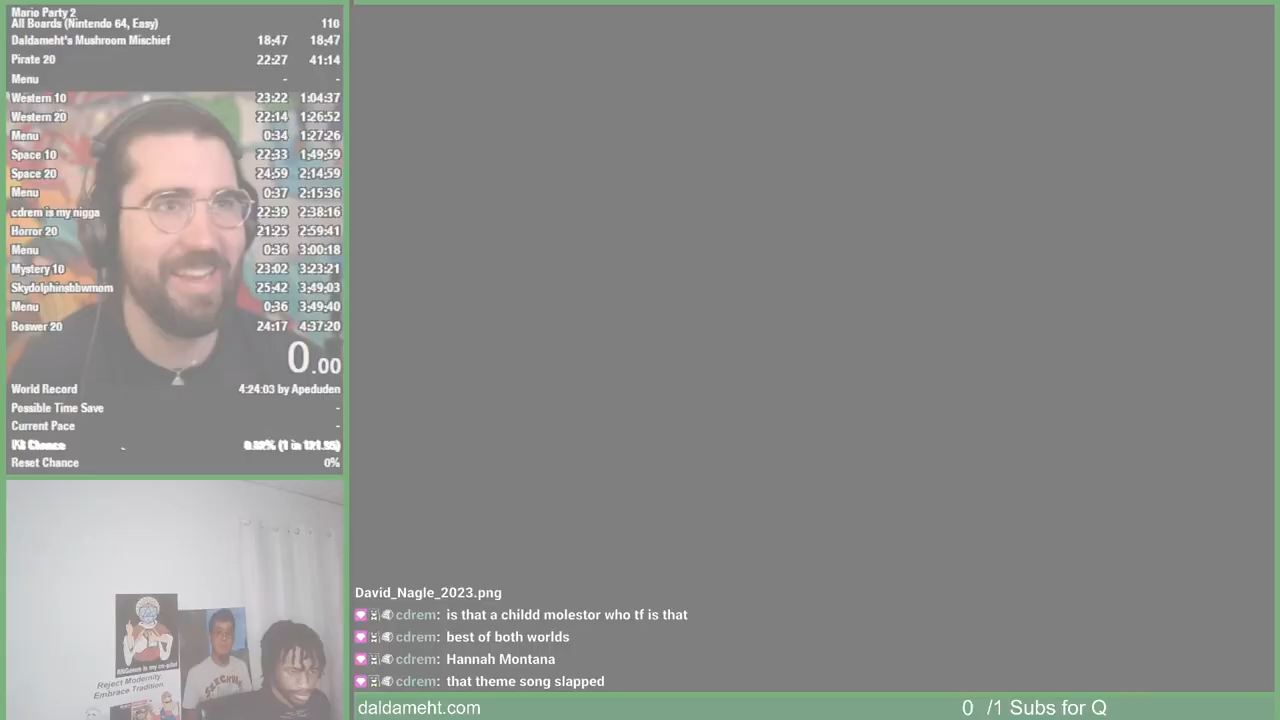 Mario Party 2
All Boards (Nintendo 64, Easy) 110
Daldameht's Mushroom Mischief 18:47 18:47
Pirate 20 22:27 41:14
Menu - -
Western 10 23:22 1:04:37
Western 20 22:14 1:26:52
Menu 0:34 1:27:26
Space 10 22:33 1:49:59
Space 20 24:59 2:14:59
Menu 0:37 2:15:36
cdrem is my nigga 22:39 2:38:16
Horror 20 21:25 2:59:41
Menu 0:36 3:00:18
Mystery 10 23:02 3:23:21
Skydolphinsbbwmom 25:42 3:49:03
Menu 0:36 3:49:40
Boswer 20 24:17 4:37:20
0.00
World Record 4:24:03 by Apeduden
Possible Time Save -
Current Pace -
Reset Chance 0%
is my co-pilot
Reject Modernity.
Embrace Tradition.
David_Nagle_2023.png
cdrem: is that a childd molestor who tf is that
cdrem: best of both worlds
cdrem: Hannah Montana
cdrem: that theme song slapped
daldameht.com 0 /1 Subs for Q